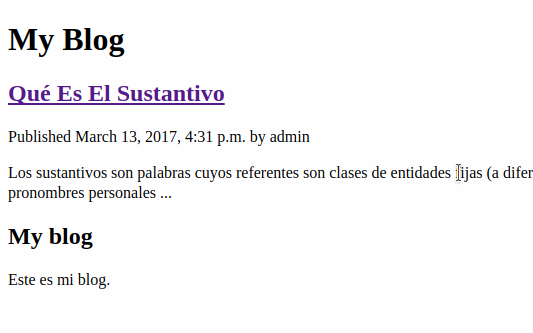 My Blog
Qué Es El Sustantivo
Published March 13, 2017, 4:31 p.m. by admin
Los sustantivos son palabras cuyos referentes son clases de entidades fijas (a difer
pronombres personales ...
My blog
Este es mi blog.